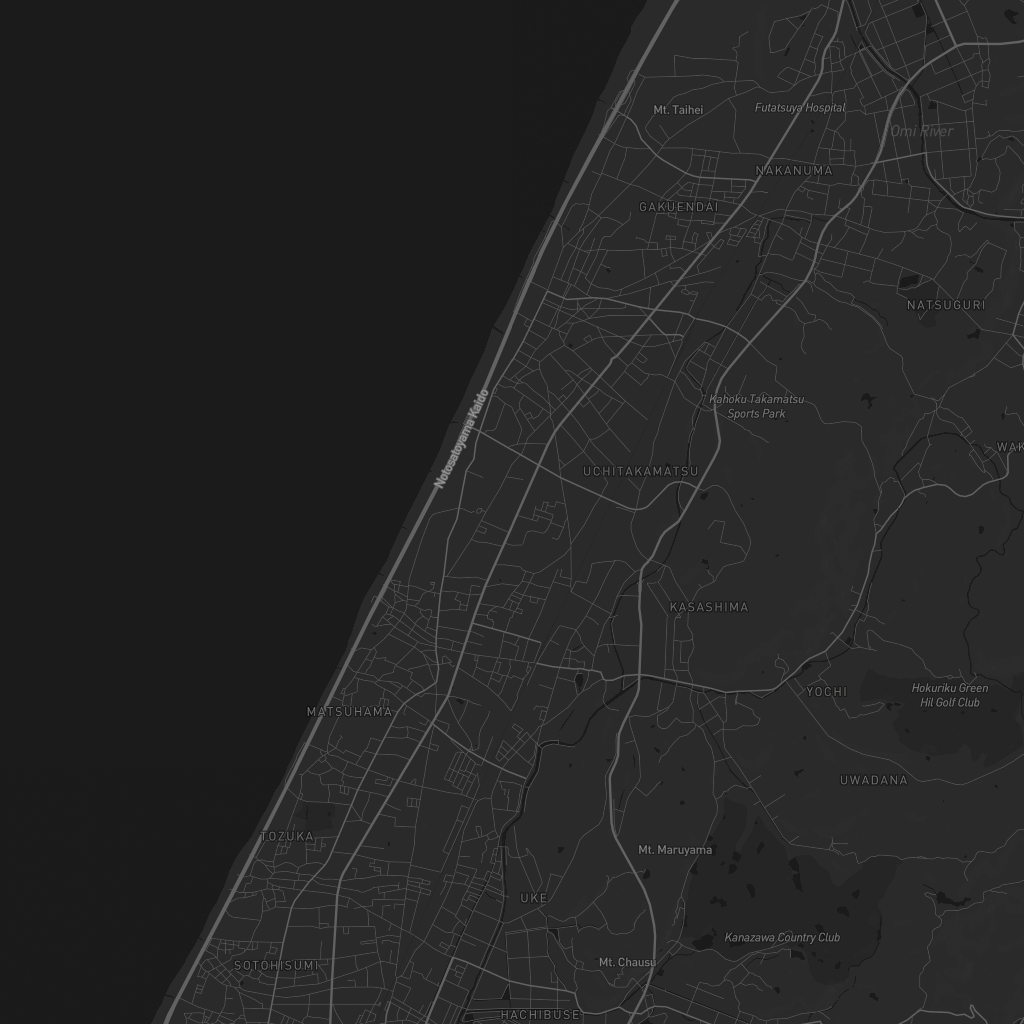 Mt. Taihei
Futatsuya Hospital
Omi River
NAKANUMA
GAKUENDAI
NATSUGURI
Notosatoyama Kaido
Kahoku Takamatsu
Sports Park
WAK
UCHITAKAMATSU
KASASHIMA
YOCHI
Hokuriku Green
Hil Golf Club
MATSUHAMA
UWADANA
TOZUKA
Mt. Maruyama
UKE
Kanazawa Country Club
Mt. Chausu
SOTOHISUMI
HACHIBUSE